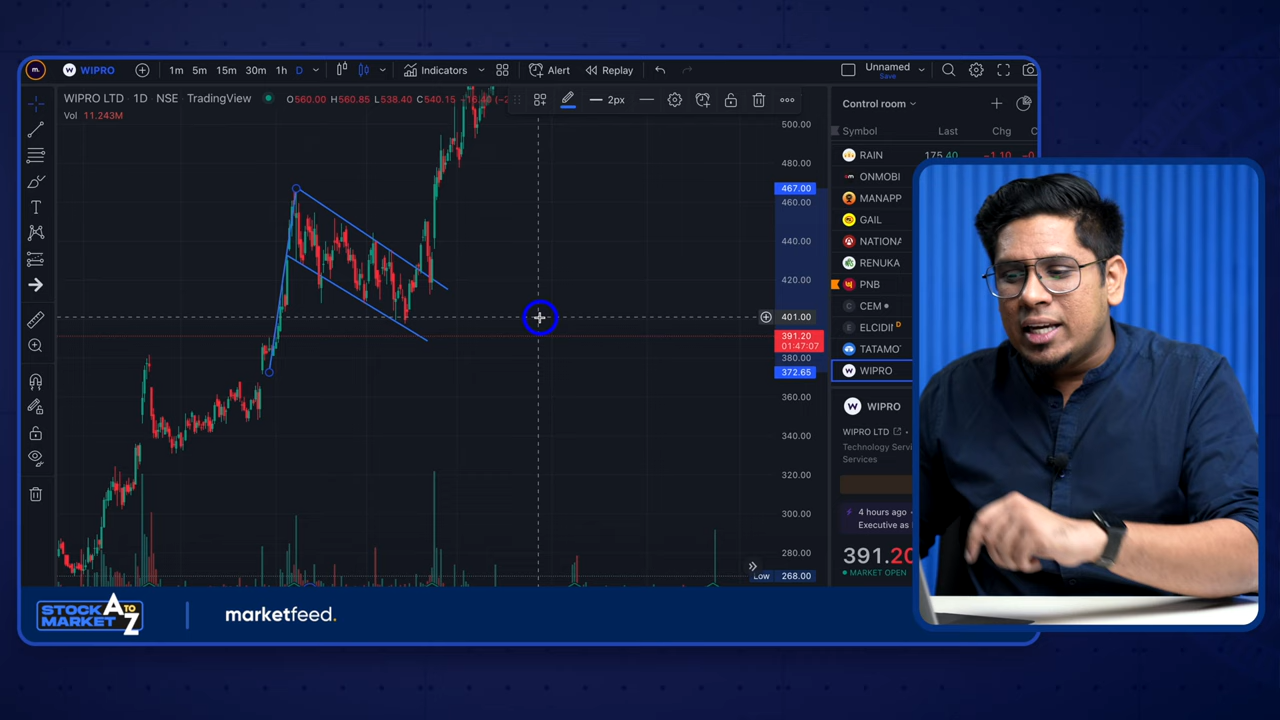 m. WIPRO 1m 5m 15m 30m 1h D Indicators Alert Replay Unnamed
Save
WIPRO LTD • 1D • NSE • TradingView O560.00 H560.85 L538.40 C540.15
2px
Vol 11.243M
Control room
Symbol Last Chg
RAIN 175.40 −1.10
ONMOBI
MANAPP
GAIL
NATIONA
RENUKA
PNB
CEM
ELCIDIN D
TATAMO
WIPRO
500.00
480.00
467.00
460.00
440.00
420.00
401.00
391.20
01:47:07
380.00
372.65
360.00
340.00
320.00
300.00
280.00
Low 268.00
W WIPRO
WIPRO LTD
Technology Servi
Services
4 hours ago
Executive as
391.20
MARKET OPEN
STOCK MARKET A TO Z
marketfeed.